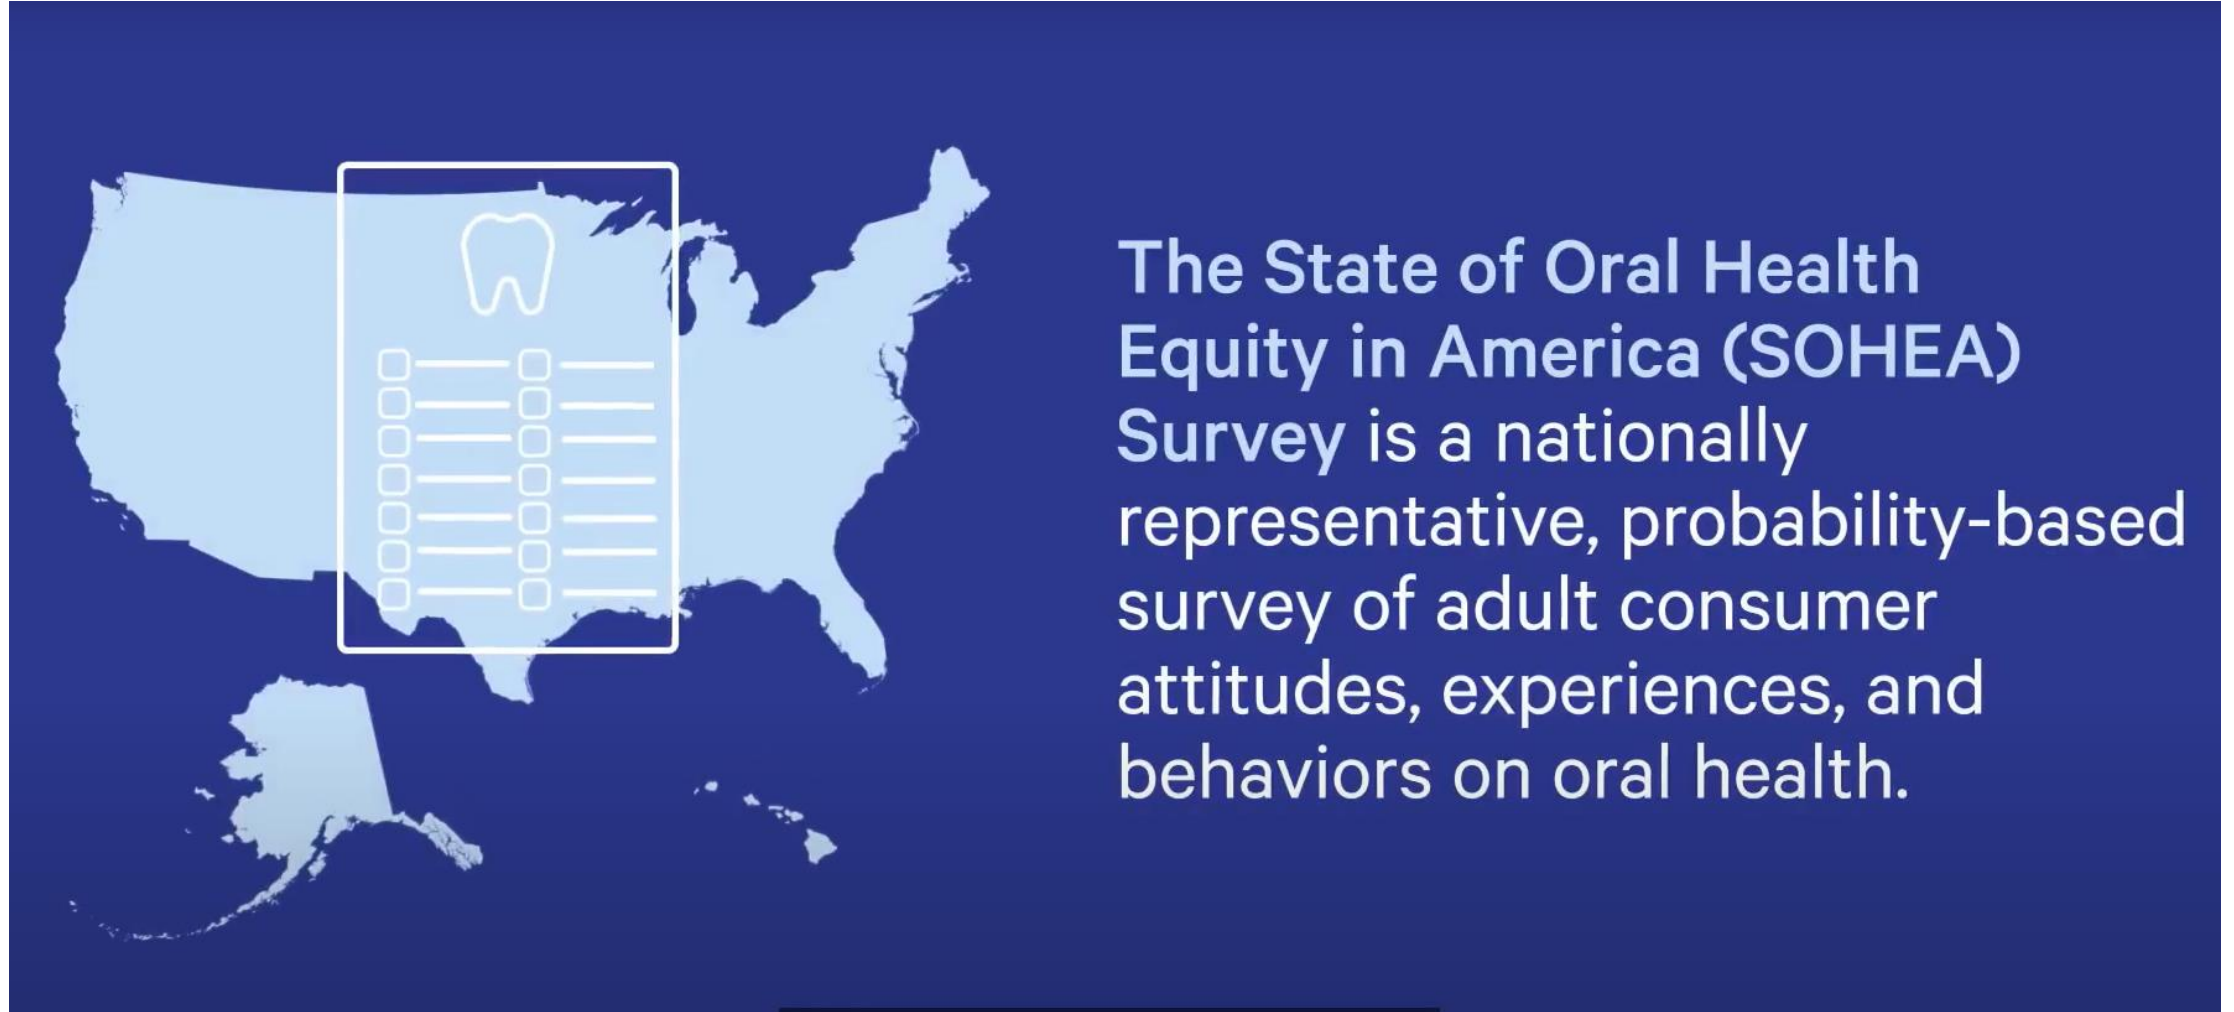 The State of Oral Health
Equity in America (SOHEA)
Survey is a nationally
representative, probability-based
survey of adult consumer
attitudes, experiences, and
behaviors on oral health.